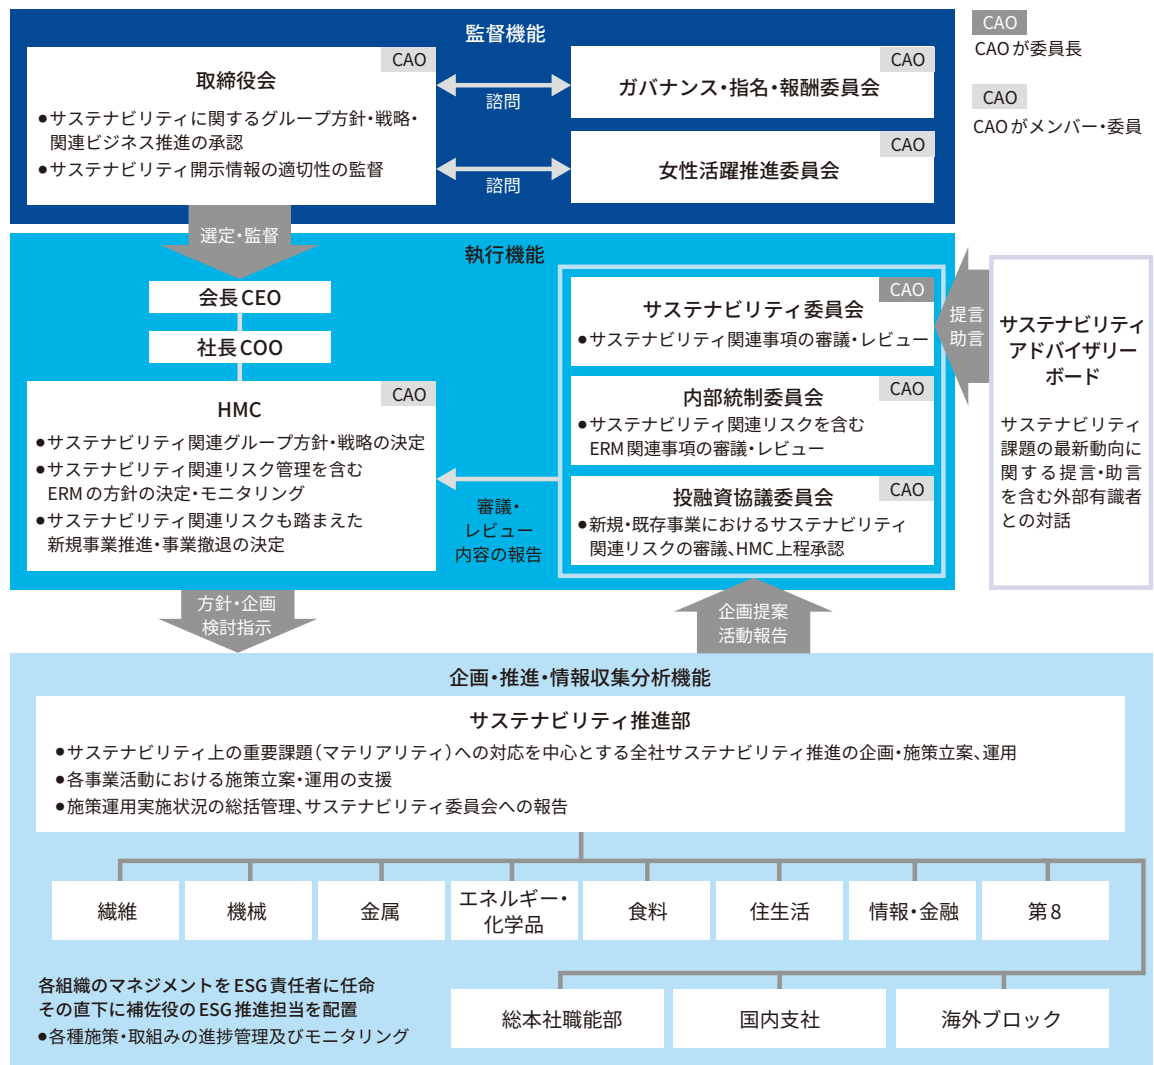 監督機能
CAO
取締役会
●サステナビリティに関するグループ方針・戦略・
関連ビジネス推進の承認
●サステナビリティ開示情報の適切性の監督
諮問
諮問
CAO
ガバナンス・指名・報酬委員会
CAO
女性活躍推進委員会
CAO
CAOが委員長
CAO
CAOがメンバー・委員
選定・監督
執行機能
会長CEO
社長COO
CAO
HMC
●サステナビリティ関連グループ方針・戦略の決定
●サステナビリティ関連リスク管理を含む
ERMの方針の決定・モニタリング
●サステナビリティ関連リスクも踏まえた
新規事業推進・事業撤退の決定
審議・
レビュー
内容の報告
CAO
サステナビリティ委員会
●サステナビリティ関連事項の審議・レビュー
CAO
内部統制委員会
●サステナビリティ関連リスクを含む
ERM関連事項の審議・レビュー
CAO
投融資協議委員会
●新規・既存事業におけるサステナビリティ
関連リスクの審議、HMC上程承認
提言
助言
サステナビリティ
アドバイザリー
ボード
サステナビリティ
課題の最新動向に
関する提言・助言
を含む外部有識者
との対話
方針・企画
検討指示
企画提案
活動報告
企画・推進・情報収集分析機能
サステナビリティ推進部
●サステナビリティ上の重要課題（マテリアリティ）への対応を中心とする全社サステナビリティ推進の企画・施策立案、運用
●各事業活動における施策立案・運用の支援
●施策運用実施状況の総括管理、サステナビリティ委員会への報告
繊維
機械
金属
エネルギー・
化学品
食料
住生活
情報・金融
第8
各組織のマネジメントをESG責任者に任命
その直下に補佐役のESG推進担当を配置
●各種施策・取組みの進捗管理及びモニタリング
総本社職能部
国内支社
海外ブロック